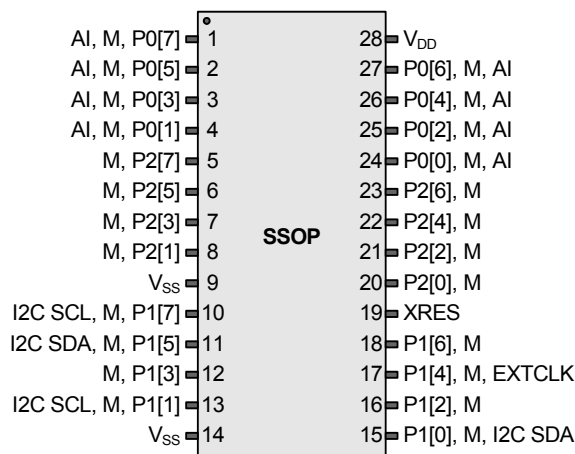 AI, M, P0[7] 1 28 VDD
AI, M, P0[5] 2 27 P0[6], M, AI
AI, M, P0[3] 3 26 P0[4], M, AI
AI, M, P0[1] 4 25 P0[2], M, AI
M, P2[7] 5 24 P0[0], M, AI
M, P2[5] 6 23 P2[6], M
M, P2[3] 7 22 P2[4], M
SSOP
M, P2[1] 8 21 P2[2], M
VSS 9 20 P2[0], M
I2C SCL, M, P1[7] 10 19 XRES
I2C SDA, M, P1[5] 11 18 P1[6], M
M, P1[3] 12 17 P1[4], M, EXTCLK
I2C SCL, M, P1[1] 13 16 P1[2], M
VSS 14 15 P1[0], M, I2C SDA